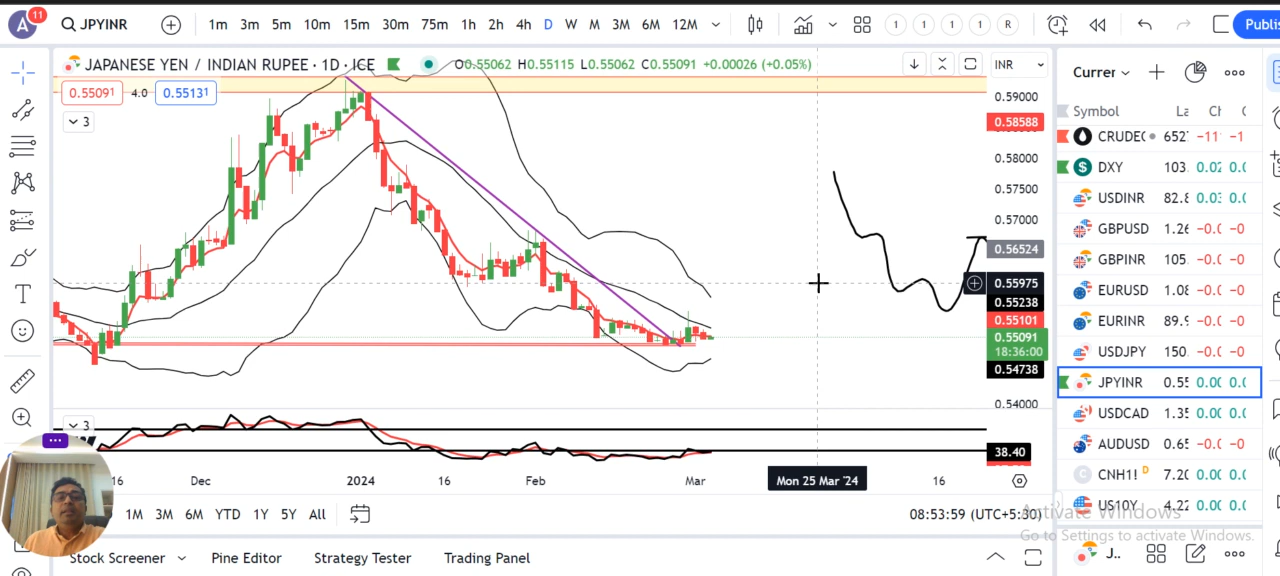 A 11 JPYINR 1m 3m 5m 10m 15m 30m 75m 1h 2h 4h D W M 3M 6M 12M 1 1 1 1 R Publi
JAPANESE YEN / INDIAN RUPEE · 1D · ICE O0.55062 H0.55115 L0.55062 C0.55091 +0.00026 (+0.05%) INR
0.55091 4.0 0.55131
3
0.59000
0.58588
0.58000
0.57500
0.57000
0.56524
0.55975
0.55238
0.55101
0.55091
18:36:00
0.54738
0.54000
3
38.40
16 Dec 2024 16 Feb Mar Mon 25 Mar '24 16
1M 3M 6M YTD 1Y 5Y All 08:53:59 (UTC+5:30)
Stock Screener Pine Editor Strategy Tester Trading Panel
Curren
Symbol La Ch C
CRUDEC 652 -11 -1
DXY 103. 0.02 0.0
USDINR 82.8 0.03 0.0
GBPUSD 1.26 -0.0 -0
GBPINR 105. -0.0 -0
EURUSD 1.08 -0.0 -0
EURINR 89.9 -0.0 -0
USDJPY 150. -0.0 -0
JPYINR 0.55 0.00 0.0
USDCAD 1.35 0.00 0.0
AUDUSD 0.65 -0.0 -0
C CNH1! D 7.20 0.00 0.0
US10Y 4.22 0.00 0.0
Activate Windows
Go to Settings to activate Windows.
J..